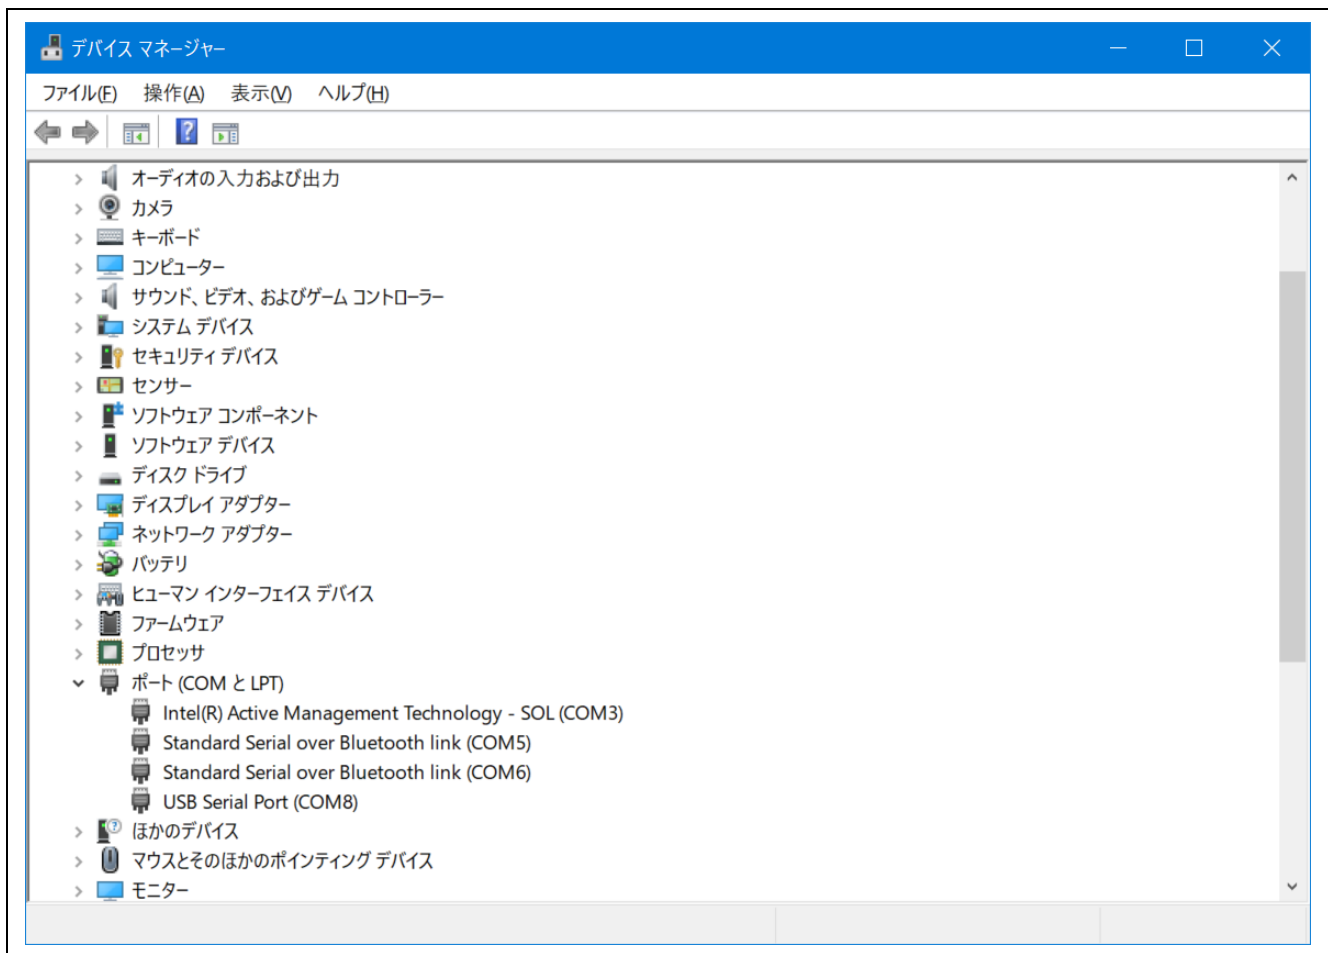 デバイス マネージャー
ファイル(F) 操作(A) 表示(V) ヘルプ(H)
オーディオの入力および出力
カメラ
キーボード
コンピューター
サウンド、ビデオ、およびゲーム コントローラー
システム デバイス
セキュリティ デバイス
センサー
ソフトウェア コンポーネント
ソフトウェア デバイス
ディスク ドライブ
ディスプレイ アダプター
ネットワーク アダプター
バッテリ
ヒューマン インターフェイス デバイス
ファームウェア
プロセッサ
ポート (COM と LPT)
Intel(R) Active Management Technology - SOL (COM3)
Standard Serial over Bluetooth link (COM5)
Standard Serial over Bluetooth link (COM6)
USB Serial Port (COM8)
ほかのデバイス
マウスとそのほかのポインティング デバイス
モニター